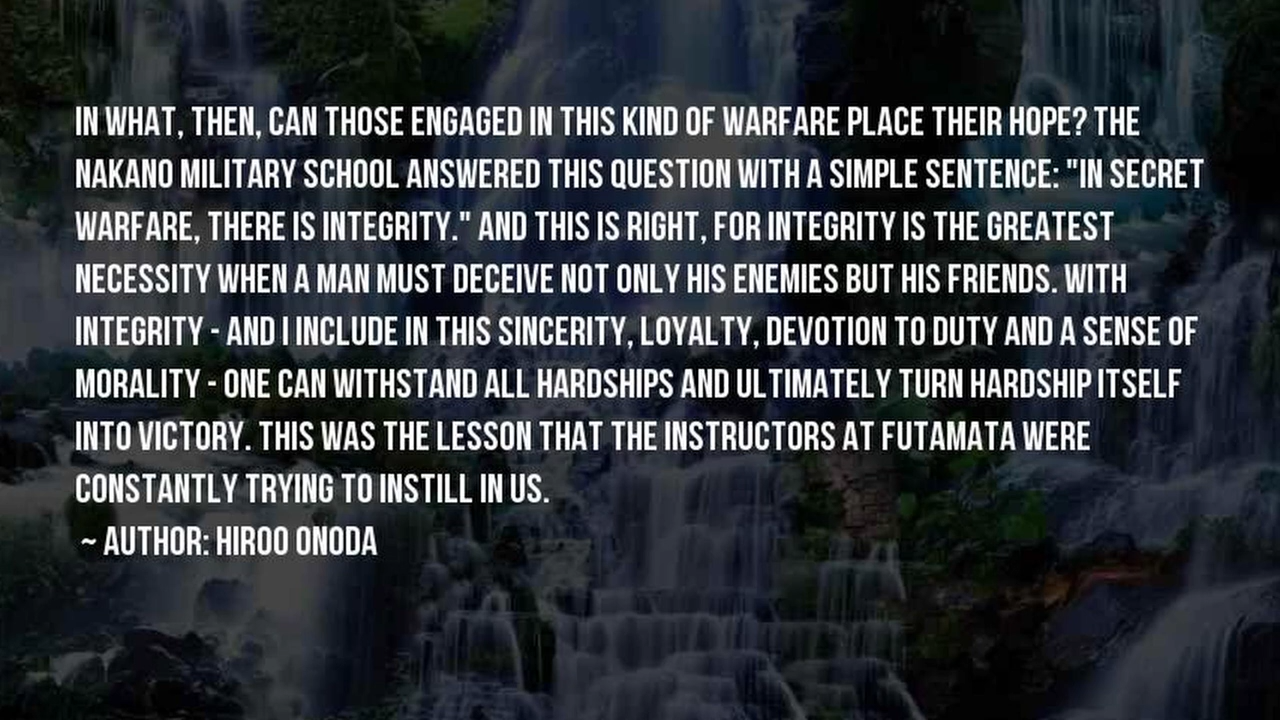 IN WHAT, THEN, CAN THOSE ENGAGED IN THIS KIND OF WARFARE PLACE THEIR HOPE? THE
NAKANO MILITARY SCHOOL ANSWERED THIS QUESTION WITH A SIMPLE SENTENCE: "IN SECRET
WARFARE, THERE IS INTEGRITY." AND THIS IS RIGHT, FOR INTEGRITY IS THE GREATEST
NECESSITY WHEN A MAN MUST DECEIVE NOT ONLY HIS ENEMIES BUT HIS FRIENDS. WITH
INTEGRITY - AND I INCLUDE IN THIS SINCERITY, LOYALTY, DEVOTION TO DUTY AND A SENSE OF
MORALITY - ONE CAN WITHSTAND ALL HARDSHIPS AND ULTIMATELY TURN HARDSHIP ITSELF
INTO VICTORY. THIS WAS THE LESSON THAT THE INSTRUCTORS AT FUTAMATA WERE
CONSTANTLY TRYING TO INSTILL IN US.
~ AUTHOR: HIROO ONODA